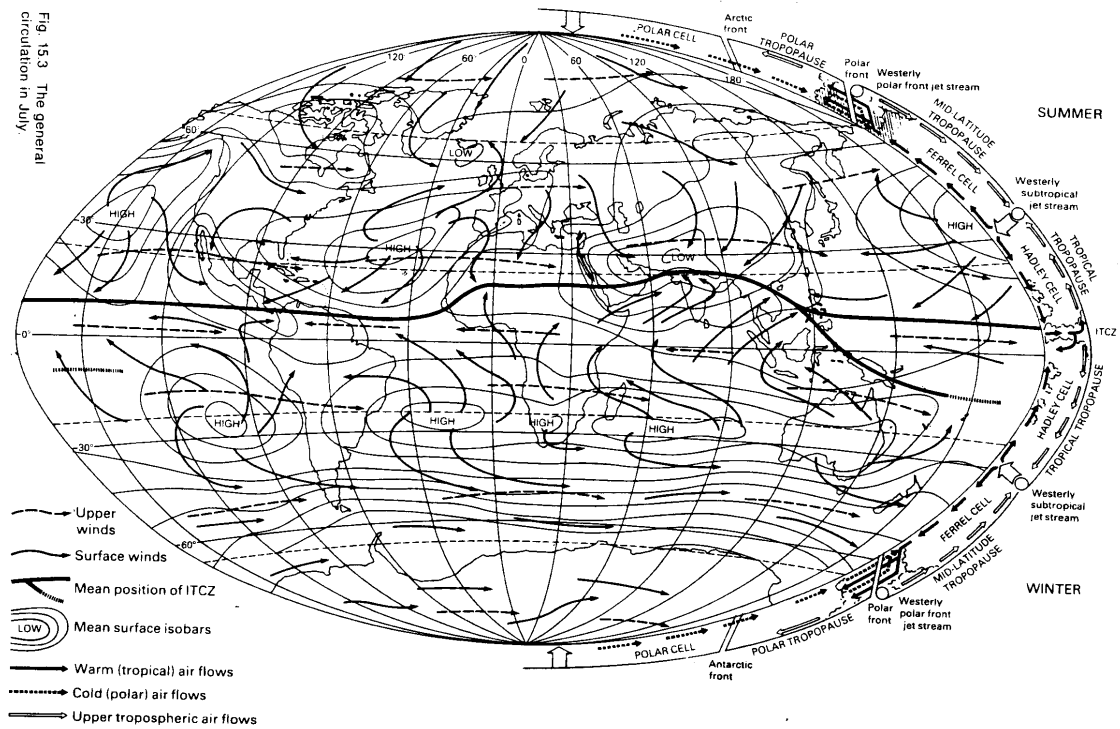 Fig. 15.3 The general
circulation in July.
Arctic
front
POLAR CELL
POLAR
TROPOPAUSE
Polar
front
Westerly
polar front jet stream
SUMMER
MID-LATITUDE
TROPOPAUSE
FERREL CELL
Westerly
subtropical
jet stream
TROPICAL
TROPOPAUSE
HADLEY CELL
ITCZ
HADLEY CELL
TROPICAL TROPOPAUSE
Westerly
subtropical
jet stream
FERREL CELL
MID-LATITUDE
TROPOPAUSE
WINTER
Polar
front
Westerly
polar front
jet stream
POLAR TROPOPAUSE
POLAR CELL
Antarctic
front
120
60
0
60
120
180
60°
LOW
HIGH
30°
HIGH
LOW
HIGH
0°
HIGH
HIGH
HIGH
HIGH
30°
60°
Upper
winds
Surface winds
Mean position of ITCZ
LOW
Mean surface isobars
Warm (tropical) air flows
Cold (polar) air flows
Upper tropospheric air flows